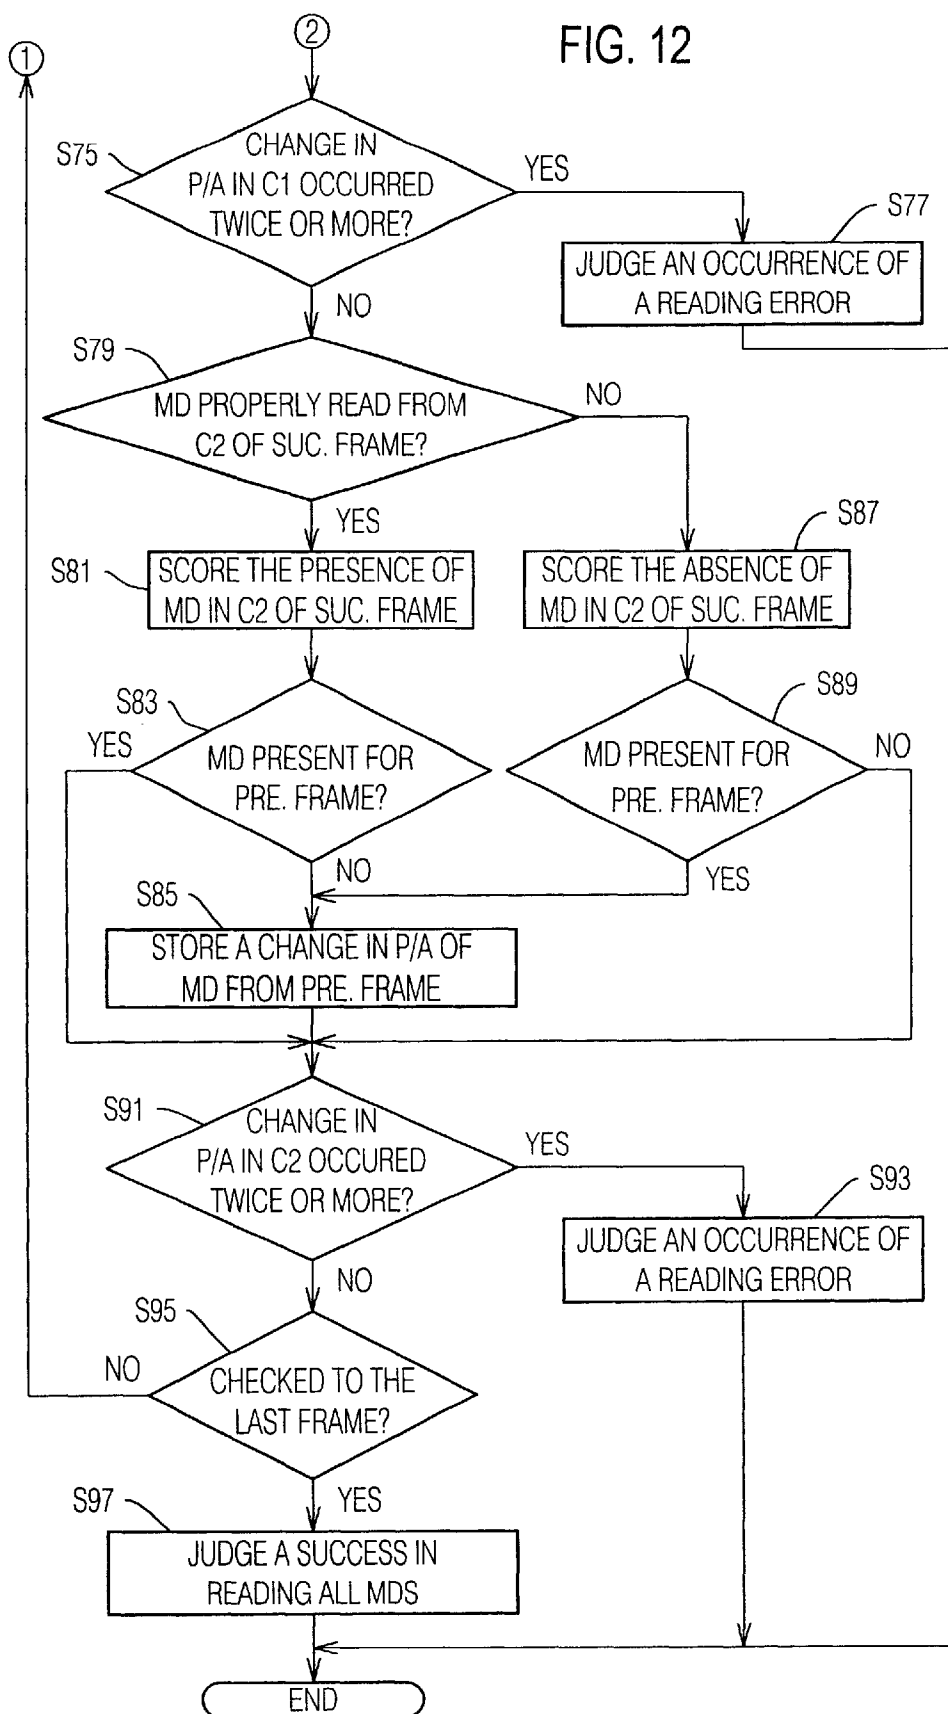 FIG. 12
1
2
S75
CHANGE IN
P/A IN C1 OCCURRED
TWICE OR MORE?
YES
S77
JUDGE AN OCCURRENCE OF
A READING ERROR
NO
S79
MD PROPERLY READ FROM
C2 OF SUC. FRAME?
NO
YES
S81
SCORE THE PRESENCE OF
MD IN C2 OF SUC. FRAME
S87
SCORE THE ABSENCE OF
MD IN C2 OF SUC. FRAME
S83
YES
MD PRESENT FOR
PRE. FRAME?
NO
S89
MD PRESENT FOR
PRE. FRAME?
NO
YES
S85
STORE A CHANGE IN P/A OF
MD FROM PRE. FRAME
S91
CHANGE IN
P/A IN C2 OCCURED
TWICE OR MORE?
YES
S93
JUDGE AN OCCURRENCE OF
A READING ERROR
NO
S95
NO
CHECKED TO THE
LAST FRAME?
YES
S97
JUDGE A SUCCESS IN
READING ALL MDS
END